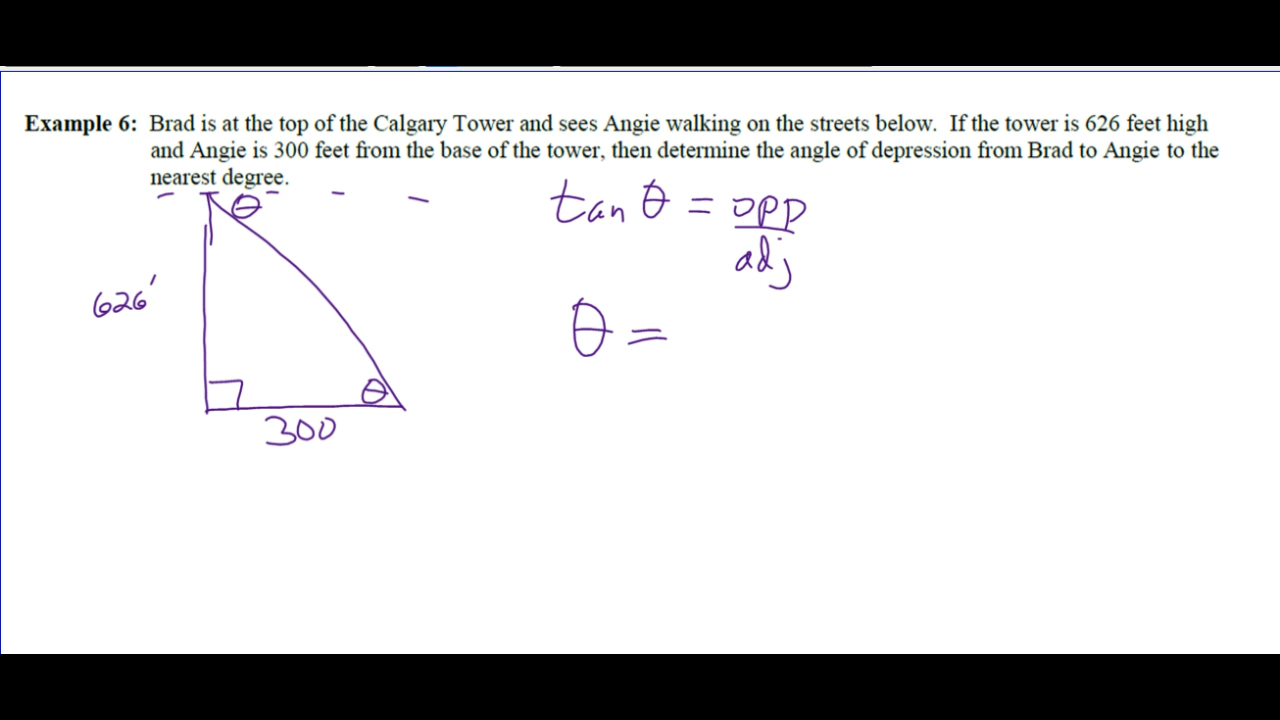 Example 6: Brad is at the top of the Calgary Tower and sees Angie walking on the streets below. If the tower is 626 feet high
and Angie is 300 feet from the base of the tower, then determine the angle of depression from Brad to Angie to the
nearest degree.
θ
tan θ = opp
adj
626'
θ =
θ
300